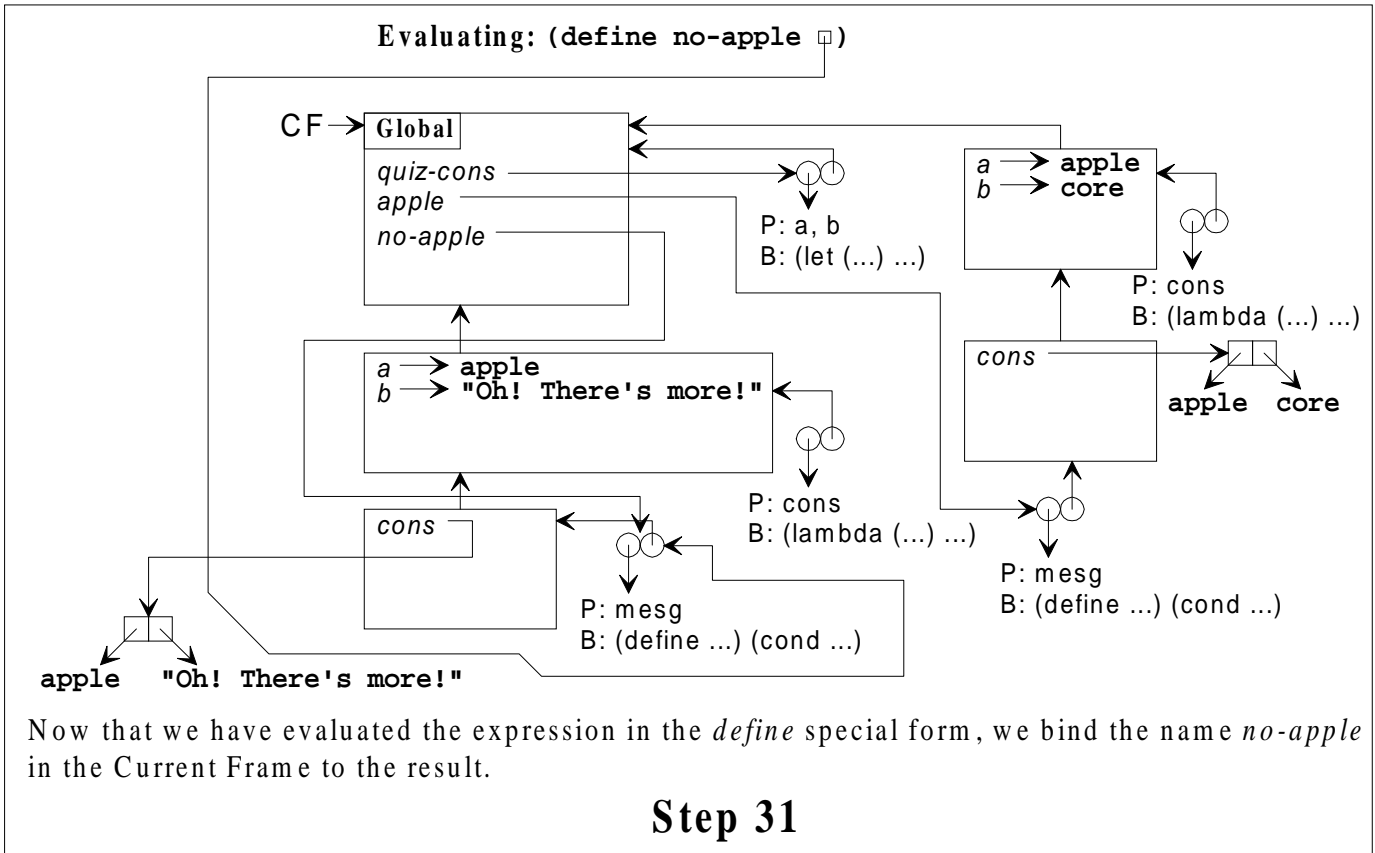 Evaluating: (define no-apple □)
CF
Global
quiz-cons
apple
no-apple
P: a, b
B: (let (...) ...)
a apple
b core
P: cons
B: (lambda (...) ...)
a apple
b "Oh! There's more!"
cons
apple core
P: cons
B: (lambda (...) ...)
cons
P: mesg
B: (define ...) (cond ...)
P: mesg
B: (define ...) (cond ...)
apple "Oh! There's more!"
Now that we have evaluated the expression in the define special form, we bind the name no-apple
in the Current Frame to the result.
Step 31